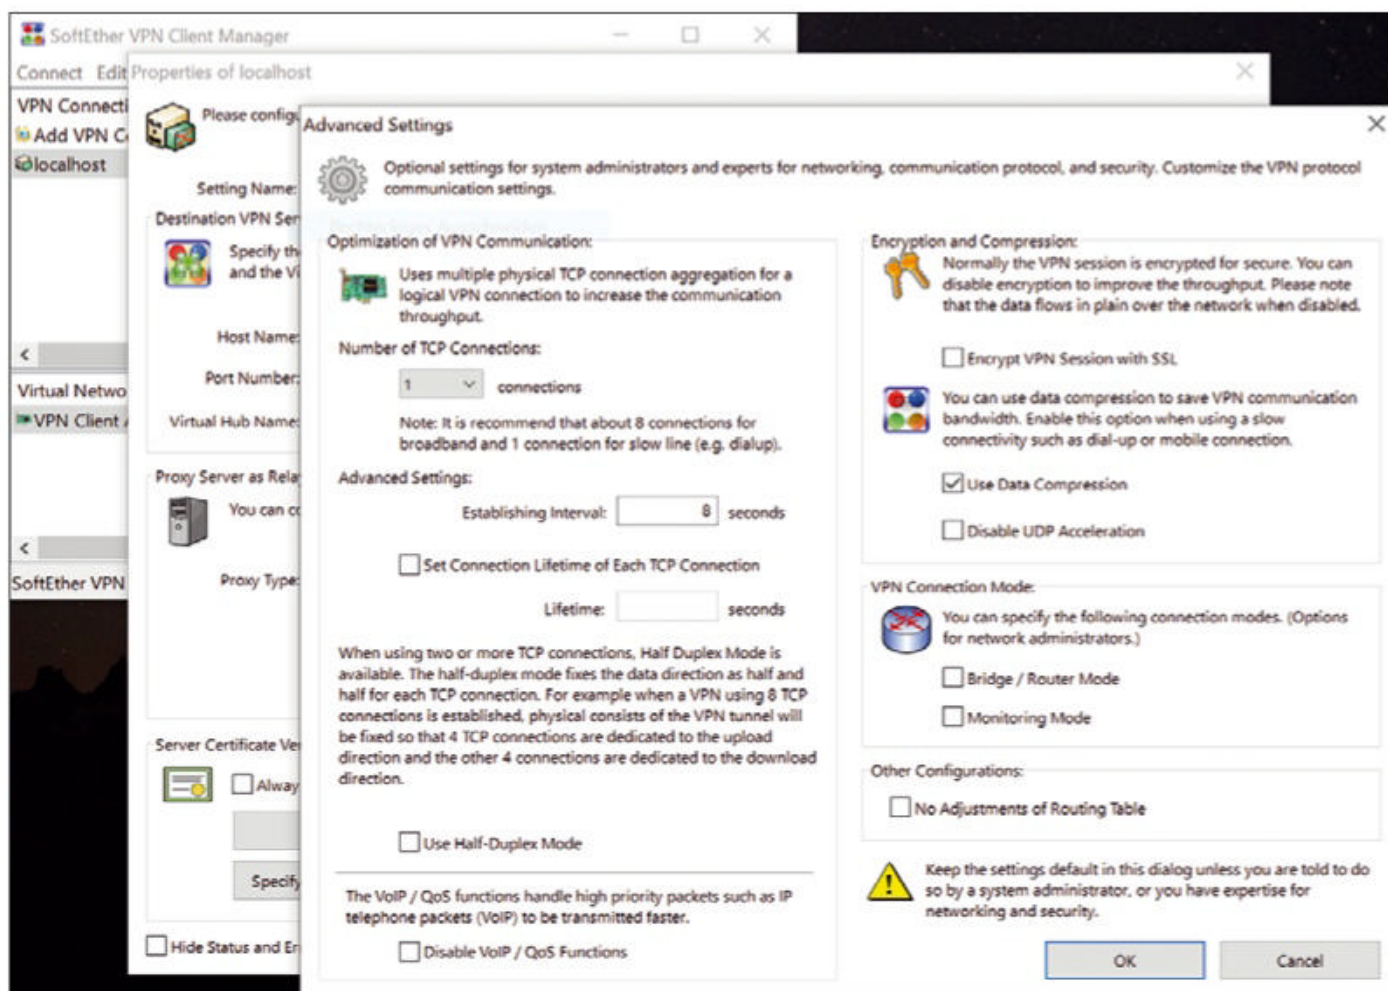 SoftEther VPN Client Manager
Connect Edit
Properties of localhost
VPN Connecti
Add VPN C
localhost
Please config
Setting Name:
Destination VPN Ser
Specify th
and the Vi
Host Name:
Port Number:
Virtual Hub Name:
Virtual Netwo
VPN Client A
Proxy Server as Rela
You can co
Proxy Type:
SoftEther VPN
Server Certificate Ve
Alway
Specify
Hide Status and Er
Advanced Settings
Optional settings for system administrators and experts for networking, communication protocol, and security. Customize the VPN protocol
communication settings.
Optimization of VPN Communication:
Uses multiple physical TCP connection aggregation for a
logical VPN connection to increase the communication
throughput.
Number of TCP Connections:
1 connections
Note: It is recommend that about 8 connections for
broadband and 1 connection for slow line (e.g. dialup).
Advanced Settings:
Establishing Interval: 8 seconds
Set Connection Lifetime of Each TCP Connection
Lifetime: seconds
When using two or more TCP connections, Half Duplex Mode is
available. The half-duplex mode fixes the data direction as half and
half for each TCP connection. For example when a VPN using 8 TCP
connections is established, physical consists of the VPN tunnel will
be fixed so that 4 TCP connections are dedicated to the upload
direction and the other 4 connections are dedicated to the download
direction.
Use Half-Duplex Mode
The VoIP / QoS functions handle high priority packets such as IP
telephone packets (VoIP) to be transmitted faster.
Disable VoIP / QoS Functions
Encryption and Compression:
Normally the VPN session is encrypted for secure. You can
disable encryption to improve the throughput. Please note
that the data flows in plain over the network when disabled.
Encrypt VPN Session with SSL
You can use data compression to save VPN communication
bandwidth. Enable this option when using a slow
connectivity such as dial-up or mobile connection.
Use Data Compression
Disable UDP Acceleration
VPN Connection Mode:
You can specify the following connection modes. (Options
for network administrators.)
Bridge / Router Mode
Monitoring Mode
Other Configurations:
No Adjustments of Routing Table
Keep the settings default in this dialog unless you are told to do
so by a system administrator, or you have expertise for
networking and security.
OK
Cancel